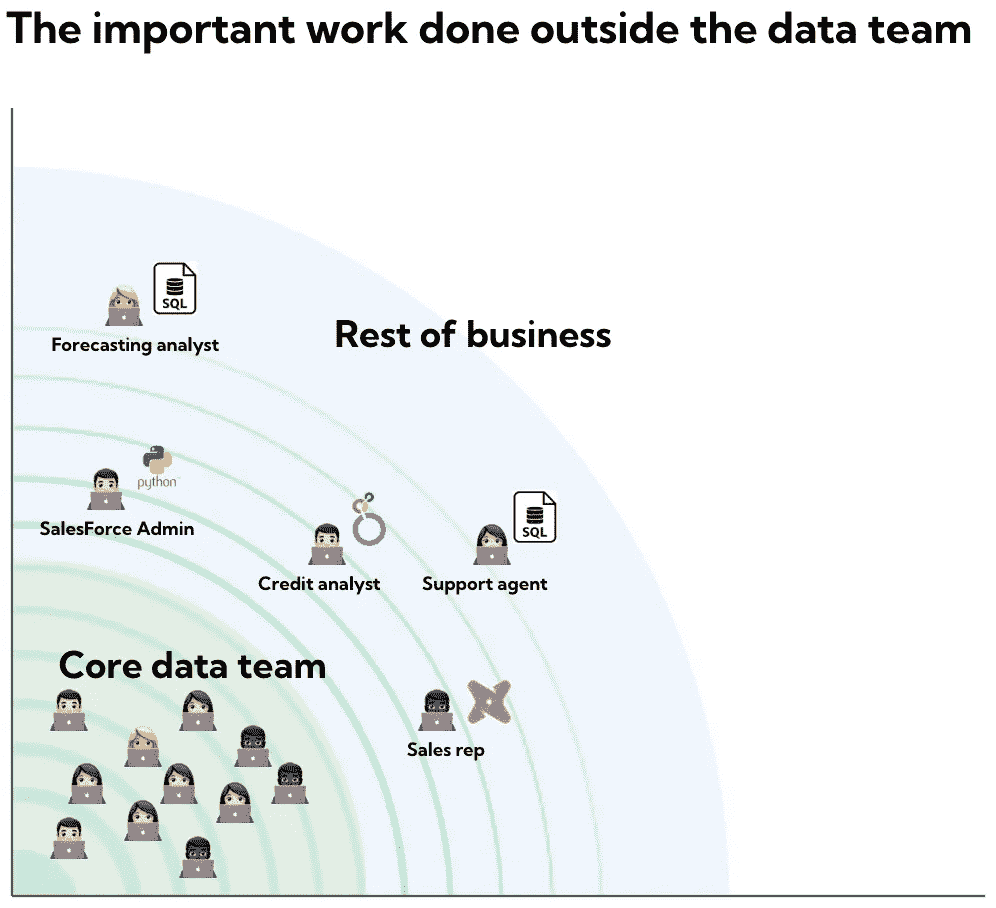 The important work done outside the data team
SQL
Forecasting analyst
Rest of business
python
SalesForce Admin
SQL
Credit analyst
Support agent
Core data team
Sales rep